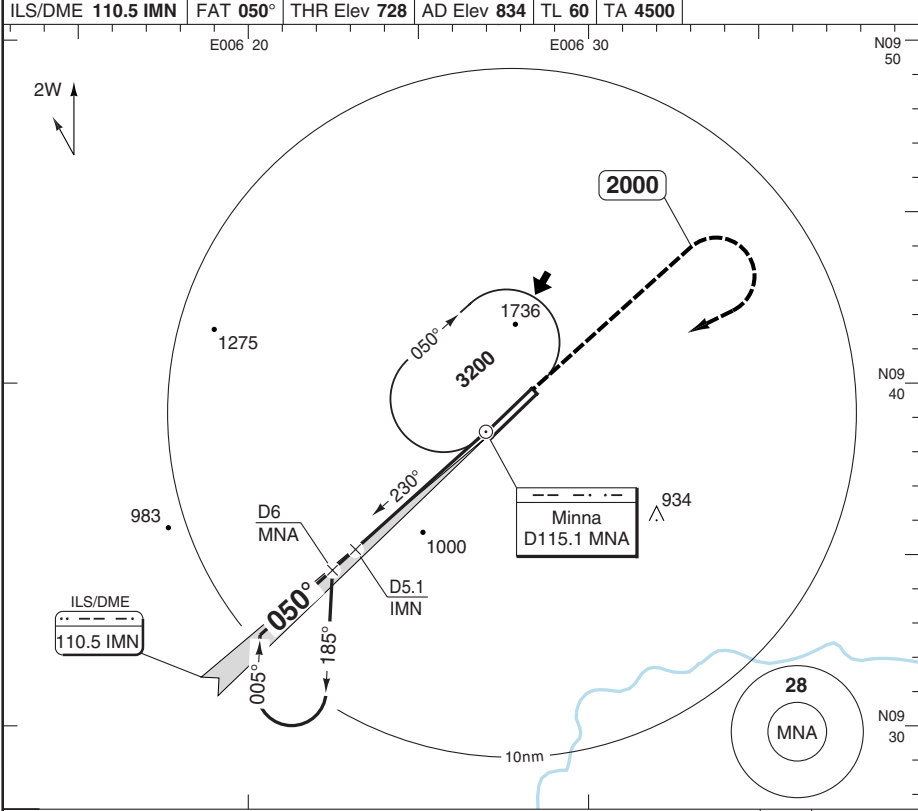 ILS/DME 110.5 IMN FAT 050° THR Elev 728 AD Elev 834 TL 60 TA 4500
E006 20
E006 30
N09
50
2W
2000
1736
050°
1275
3200
N09
40
230°
983
D6
MNA
1000
Minna
D115.1 MNA
934
D5.1
IMN
ILS/DME
110.5 IMN
050°
185°
005°
28
MNA
N09
30
10nm